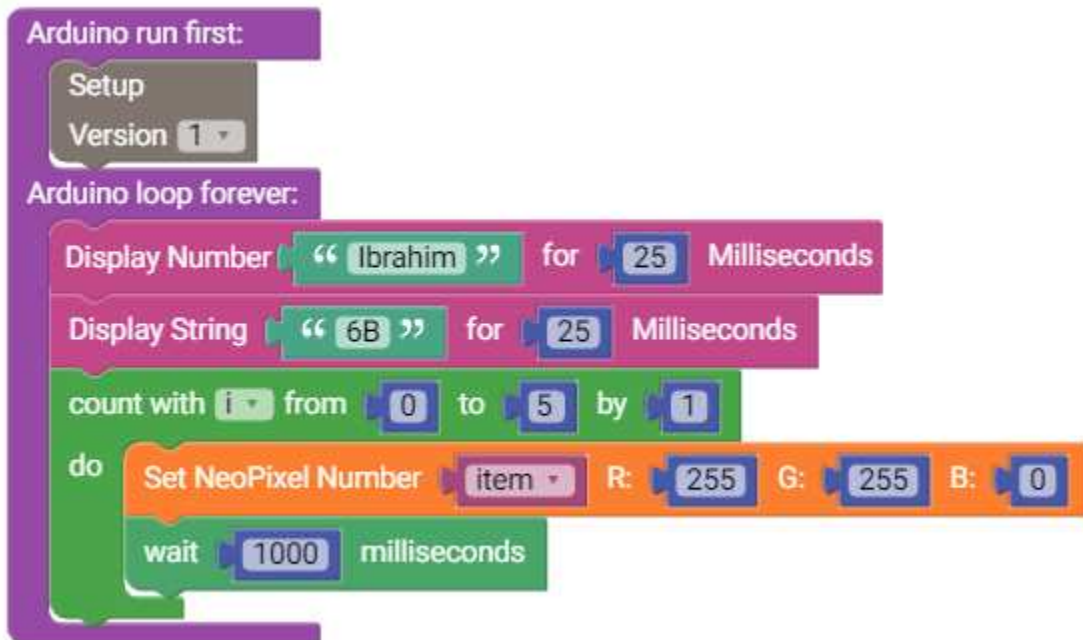 Arduino run first:
Setup
Version 1
Arduino loop forever:
Display Number “ Ibrahim ” for 25 Milliseconds
Display String “ 6B ” for 25 Milliseconds
count with i from 0 to 5 by 1
do
Set NeoPixel Number item R: 255 G: 255 B: 0
wait 1000 milliseconds